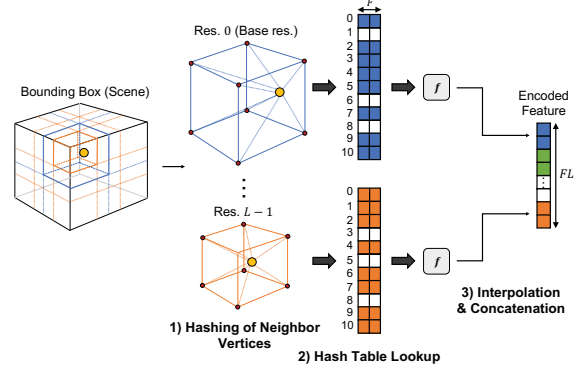 F
Res. 0 (Base res.)
Bounding Box (Scene)
0
1
2
3
4
5
6
7
8
9
10
f
Encoded
Feature
FL
⋮
Res. L − 1
0
1
2
3
4
5
6
7
8
9
10
f
1) Hashing of Neighbor
Vertices
2) Hash Table Lookup
3) Interpolation
& Concatenation